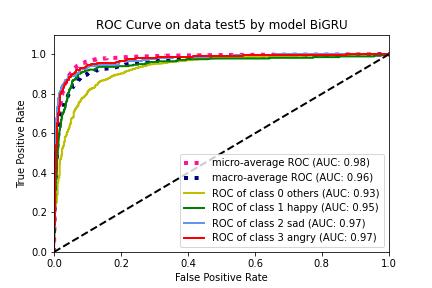 ROC Curve on data test5 by model BiGRU
True Positive Rate
1.0
0.8
0.6
0.4
0.2
0.0
micro-average ROC (AUC: 0.98)
macro-average ROC (AUC: 0.96)
ROC of class 0 others (AUC: 0.93)
ROC of class 1 happy (AUC: 0.95)
ROC of class 2 sad (AUC: 0.97)
ROC of class 3 angry (AUC: 0.97)
0.0 0.2 0.4 0.6 0.8 1.0
False Positive Rate